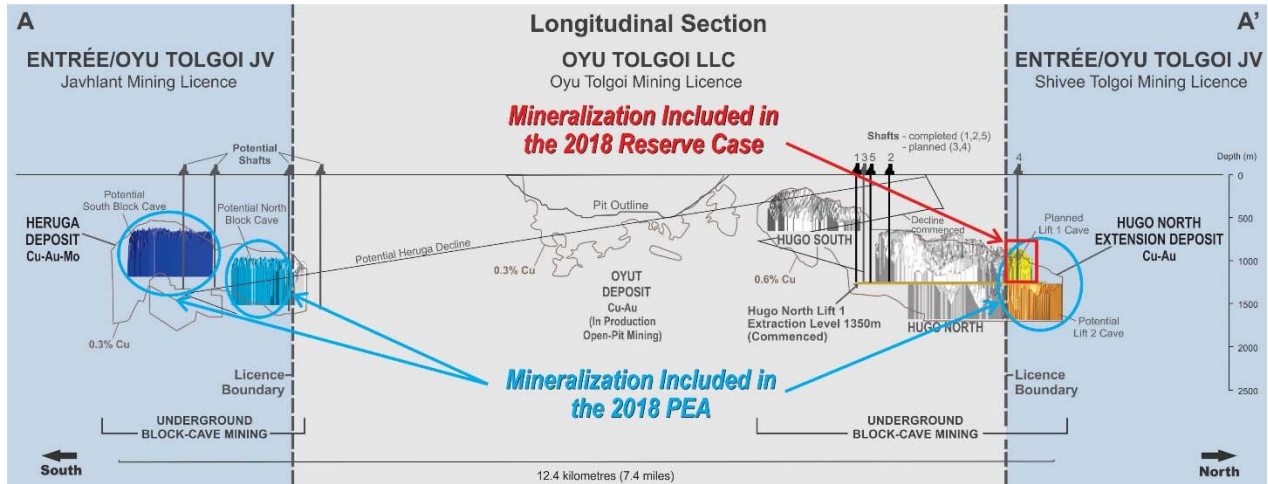 A
Longitudinal Section
A'
ENTRÉE/OYU TOLGOI JV
Javhlant Mining Licence
OYU TOLGOI LLC
Oyu Tolgoi Mining Licence
ENTRÉE/OYU TOLGOI JV
Shivee Tolgoi Mining Licence
Mineralization Included in
the 2018 Reserve Case
Shafts - completed (1,2,5)
- planned (3,4)
Potential
Shafts
1 3 5 2
4
Depth (m)
0
500
1000
1500
2000
2500
Potential
South Block Cave
Potential North
Block Cave
HERUGA
DEPOSIT
Cu-Au-Mo
0.3% Cu
Potential Heruga Decline
Pit Outline
0.3% Cu
OYUT
DEPOSIT
Cu-Au
(In Production
Open-Pit Mining)
HUGO SOUTH
0.6% Cu
Decline
commenced
Hugo North Lift 1
Extraction Level 1350m
(Commenced)
HUGO NORTH
Planned
Lift 1 Cave
HUGO NORTH
EXTENSION DEPOSIT
Cu-Au
Potential
Lift 2 Cave
Licence
Boundary
Mineralization Included in
the 2018 PEA
Licence
Boundary
UNDERGROUND
BLOCK-CAVE MINING
UNDERGROUND
BLOCK-CAVE MINING
South
12.4 kilometres (7.4 miles)
North